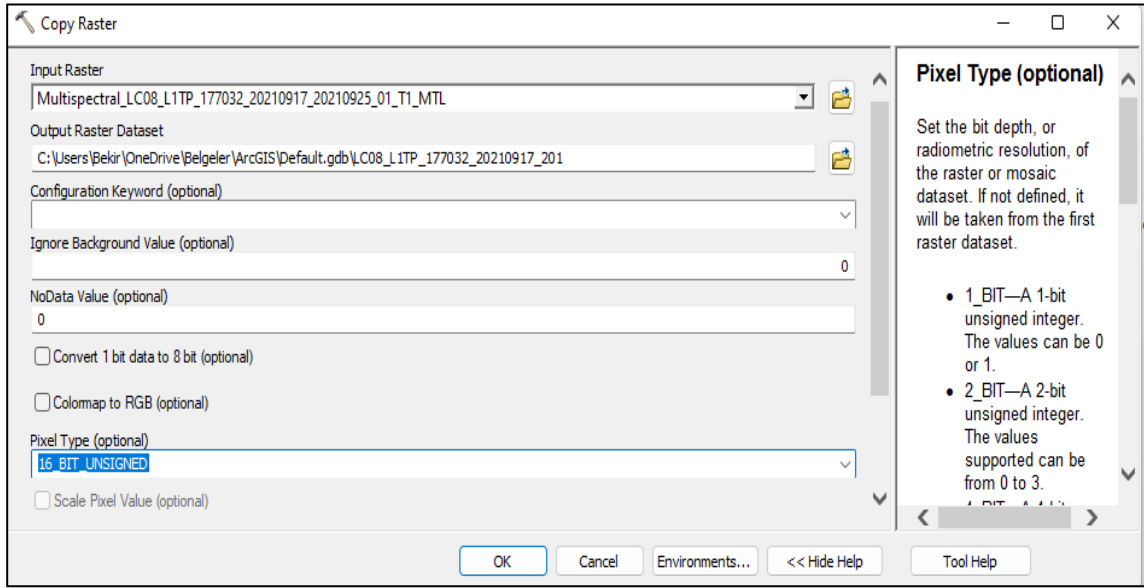 Copy Raster
Input Raster
Multispectral_LC08_L1TP_177032_20210917_20210925_01_T1_MTL
Output Raster Dataset
C:\Users\Bekir\OneDrive\Belgeler\ArcGIS\Default.gdb\LC08_L1TP_177032_20210917_201
Configuration Keyword (optional)
Ignore Background Value (optional)
0
NoData Value (optional)
0
Convert 1 bit data to 8 bit (optional)
Colormap to RGB (optional)
Pixel Type (optional)
16_BIT_UNSIGNED
Scale Pixel Value (optional)
Pixel Type (optional)
Set the bit depth, or
radiometric resolution, of
the raster or mosaic
dataset. If not defined, it
will be taken from the first
raster dataset.
• 1_BIT—A 1-bit
unsigned integer.
The values can be 0
or 1.
• 2_BIT—A 2-bit
unsigned integer.
The values
supported can be
from 0 to 3.
OK
Cancel
Environments...
<< Hide Help
Tool Help